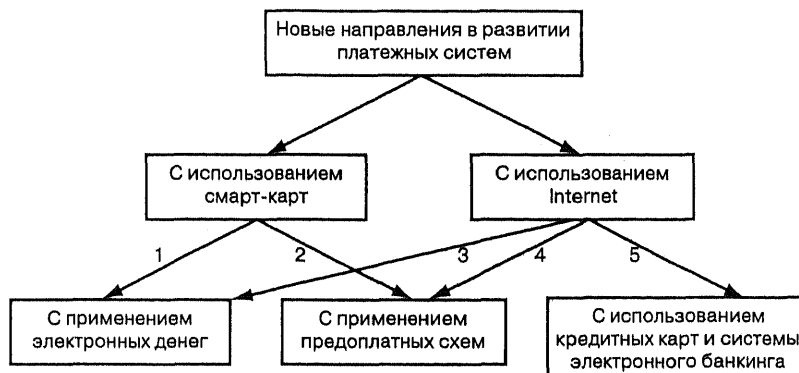 Новые направления в развитии
платежных систем
С использованием
смарт-карт
С использованием
Internet
1
2
3
4
5
С применением
электронных денег
С применением
предоплатных схем
С использованием
кредитных карт и системы
электронного банкинга